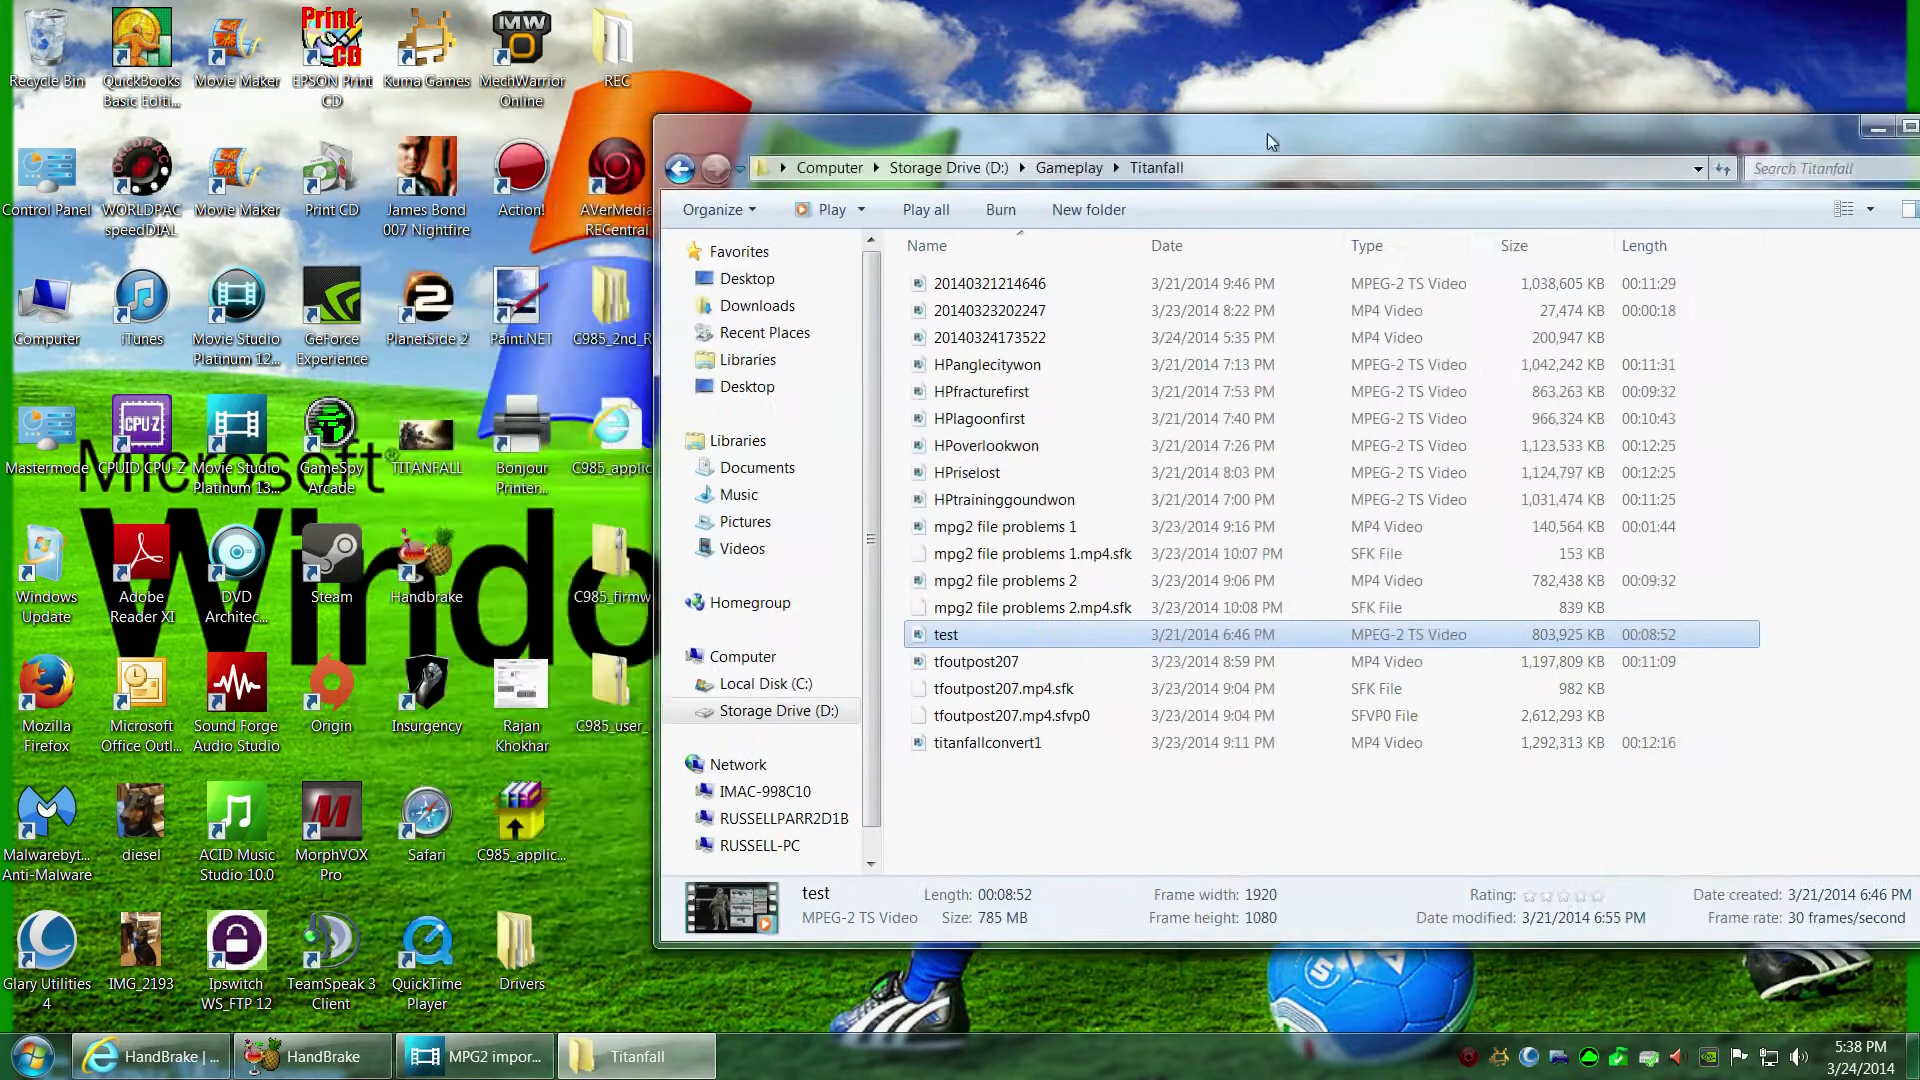 Recycle Bin
QuickBooks
Basic Editi...
Movie Maker
EPSON Print
CD
Kuma Games
MechWarrior
Online
REC
Print
CD
MW
Control Panel
WORLDPAC
speedDIAL
Movie Maker
Print CD
James Bond
007 Nightfire
Action!
AVerMedia
RECentral
Computer
iTunes
Movie Studio
Platinum 12...
GeForce
Experience
PlanetSide 2
Paint.NET
C985_2nd_R
Mastermode
CPUID CPU-Z
Movie Studio
Platinum 13...
GameSpy
Arcade
TITANFALL
Bonjour
Printer...
C985_applic
Microsoft®
Windo
Windows
Update
Adobe
Reader XI
DVD
Architec...
Steam
Handbrake
C985_firmw
Mozilla
Firefox
Microsoft
Office Outl...
Sound Forge
Audio Studio
Origin
Insurgency
Rajan
Khokhar
C985_user_
Malwarebyt...
Anti-Malware
diesel
ACID Music
Studio 10.0
MorphVOX
Pro
Safari
C985_applic...
Glary Utilities
4
IMG_2193
Ipswitch
WS_FTP 12
TeamSpeak 3
Client
QuickTime
Player
Drivers
Computer Storage Drive (D:) Gameplay Titanfall
Search Titanfall
Organize Play Play all Burn New folder
Favorites
Desktop
Downloads
Recent Places
Libraries
Desktop
Libraries
Documents
Music
Pictures
Videos
Homegroup
Computer
Local Disk (C:)
Storage Drive (D:)
Network
IMAC-998C10
RUSSELLPARR2D1B
RUSSELL-PC
Name Date Type Size Length
20140321214646 3/21/2014 9:46 PM MPEG-2 TS Video 1,038,605 KB 00:11:29
20140323202247 3/23/2014 8:22 PM MP4 Video 27,474 KB 00:00:18
20140324173522 3/24/2014 5:35 PM MP4 Video 200,947 KB
HPanglecitywon 3/21/2014 7:13 PM MPEG-2 TS Video 1,042,242 KB 00:11:31
HPfracturefirst 3/21/2014 7:53 PM MPEG-2 TS Video 863,263 KB 00:09:32
HPlagoonfirst 3/21/2014 7:40 PM MPEG-2 TS Video 966,324 KB 00:10:43
HPoverlookwon 3/21/2014 7:26 PM MPEG-2 TS Video 1,123,533 KB 00:12:25
HPriselost 3/21/2014 8:03 PM MPEG-2 TS Video 1,124,797 KB 00:12:25
HPtraininggoundwon 3/21/2014 7:00 PM MPEG-2 TS Video 1,031,474 KB 00:11:25
mpg2 file problems 1 3/23/2014 9:16 PM MP4 Video 140,564 KB 00:01:44
mpg2 file problems 1.mp4.sfk 3/23/2014 10:07 PM SFK File 153 KB
mpg2 file problems 2 3/23/2014 9:06 PM MP4 Video 782,438 KB 00:09:32
mpg2 file problems 2.mp4.sfk 3/23/2014 10:08 PM SFK File 839 KB
test 3/21/2014 6:46 PM MPEG-2 TS Video 803,925 KB 00:08:52
tfoutpost207 3/23/2014 8:59 PM MP4 Video 1,197,809 KB 00:11:09
tfoutpost207.mp4.sfk 3/23/2014 9:04 PM SFK File 982 KB
tfoutpost207.mp4.sfvp0 3/23/2014 9:04 PM SFVP0 File 2,612,293 KB
titanfallconvert1 3/23/2014 9:11 PM MP4 Video 1,292,313 KB 00:12:16
test Length: 00:08:52 Frame width: 1920 Rating: Date created: 3/21/2014 6:46 PM
MPEG-2 TS Video Size: 785 MB Frame height: 1080 Date modified: 3/21/2014 6:55 PM Frame rate: 30 frames/second
HandBrake | ... HandBrake MPG2 impor... Titanfall
5:38 PM
3/24/2014